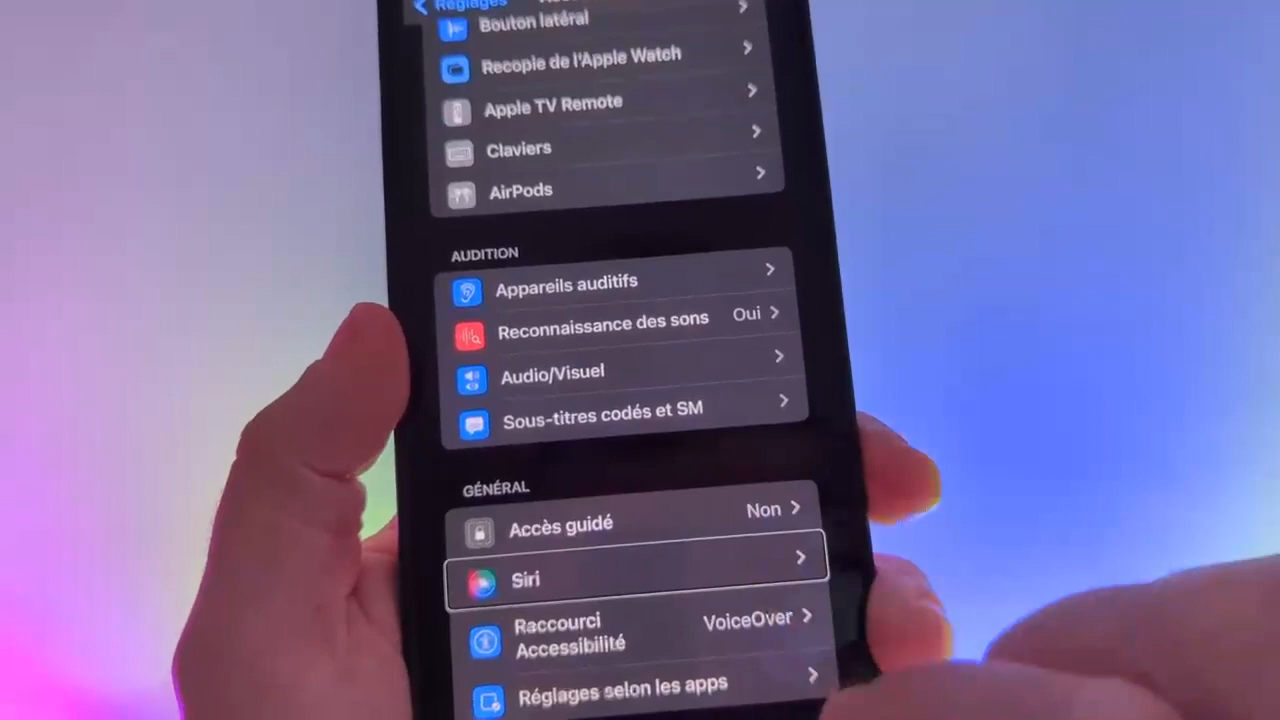 Réglages
Bouton latéral
Recopie de l'Apple Watch
Apple TV Remote
Claviers
AirPods
AUDITION
Appareils auditifs
Reconnaissance des sons Oui
Audio/Visuel
Sous-titres codés et SM
GÉNÉRAL
Accès guidé Non
Siri
Raccourci
Accessibilité VoiceOver
Réglages selon les apps